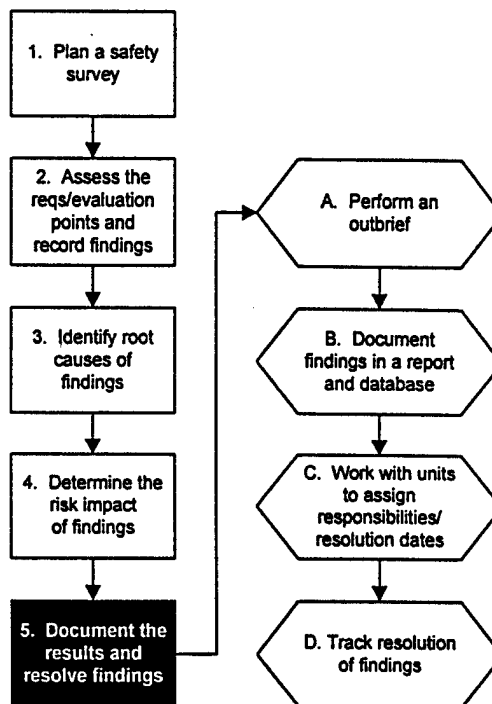 1. Plan a safety
survey
2. Assess the
reqs/evaluation
points and
record findings
3. Identify root
causes of
findings
4. Determine the
risk impact
of findings
5. Document the
results and
resolve findings
A. Perform an
outbrief
B. Document
findings in a report
and database
C. Work with units
to assign
responsibilities/
resolution dates
D. Track resolution
of findings